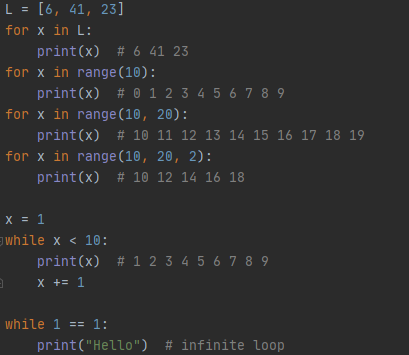 L = [6, 41, 23]
for x in L:
    print(x)  # 6 41 23
for x in range(10):
    print(x)  # 0 1 2 3 4 5 6 7 8 9
for x in range(10, 20):
    print(x)  # 10 11 12 13 14 15 16 17 18 19
for x in range(10, 20, 2):
    print(x)  # 10 12 14 16 18

x = 1
while x < 10:
    print(x)  # 1 2 3 4 5 6 7 8 9
    x += 1

while 1 == 1:
    print("Hello")  # infinite loop